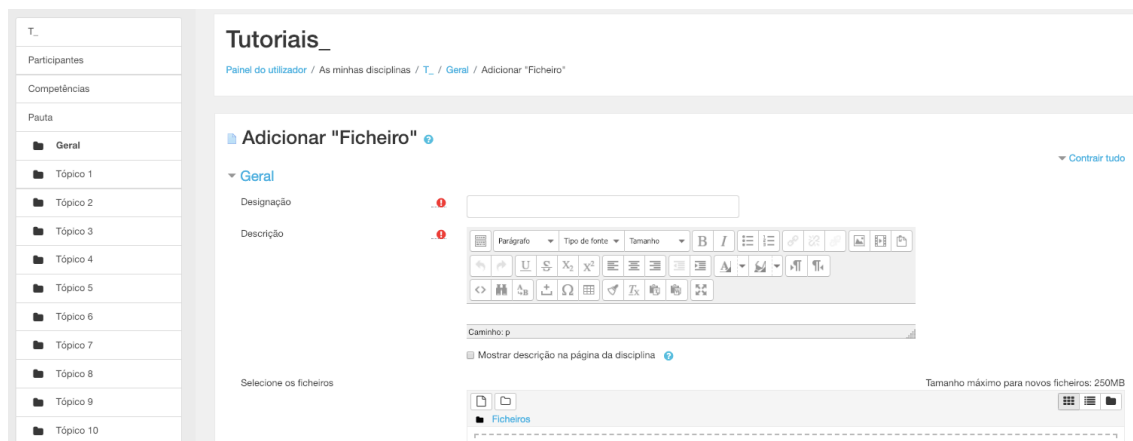 T_
Participantes
Competências
Pauta
Geral
Tópico 1
Tópico 2
Tópico 3
Tópico 4
Tópico 5
Tópico 6
Tópico 7
Tópico 8
Tópico 9
Tópico 10
Tutoriais_
Painel do utilizador / As minhas disciplinas / T_ / Geral / Adicionar "Ficheiro"
Adicionar "Ficheiro"
Contrair tudo
Geral
Designação
Descrição
Parágrafo Tipo de fonte Tamanho
Caminho: p
Mostrar descrição na página da disciplina
Selecione os ficheiros
Tamanho máximo para novos ficheiros: 250MB
Ficheiros